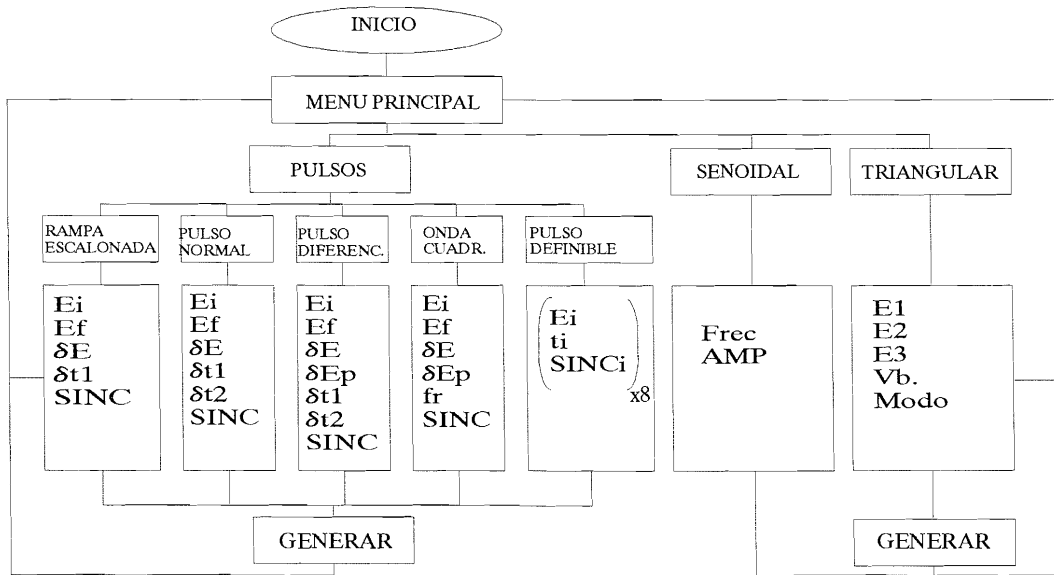 INICIO
MENU PRINCIPAL
PULSOS
SENOIDAL
TRIANGULAR
RAMPA
ESCALONADA
PULSO
NORMAL
PULSO
DIFERENC.
ONDA
CUADR.
PULSO
DEFINIBLE
Ei
Ef
δE
δt1
SINC
Ei
Ef
δE
δt1
δt2
SINC
Ei
Ef
δE
δEp
δt1
δt2
SINC
Ei
Ef
δE
δEp
fr
SINC
Ei
ti
SINCi
x8
Frec
AMP
E1
E2
E3
Vb.
Modo
GENERAR
GENERAR